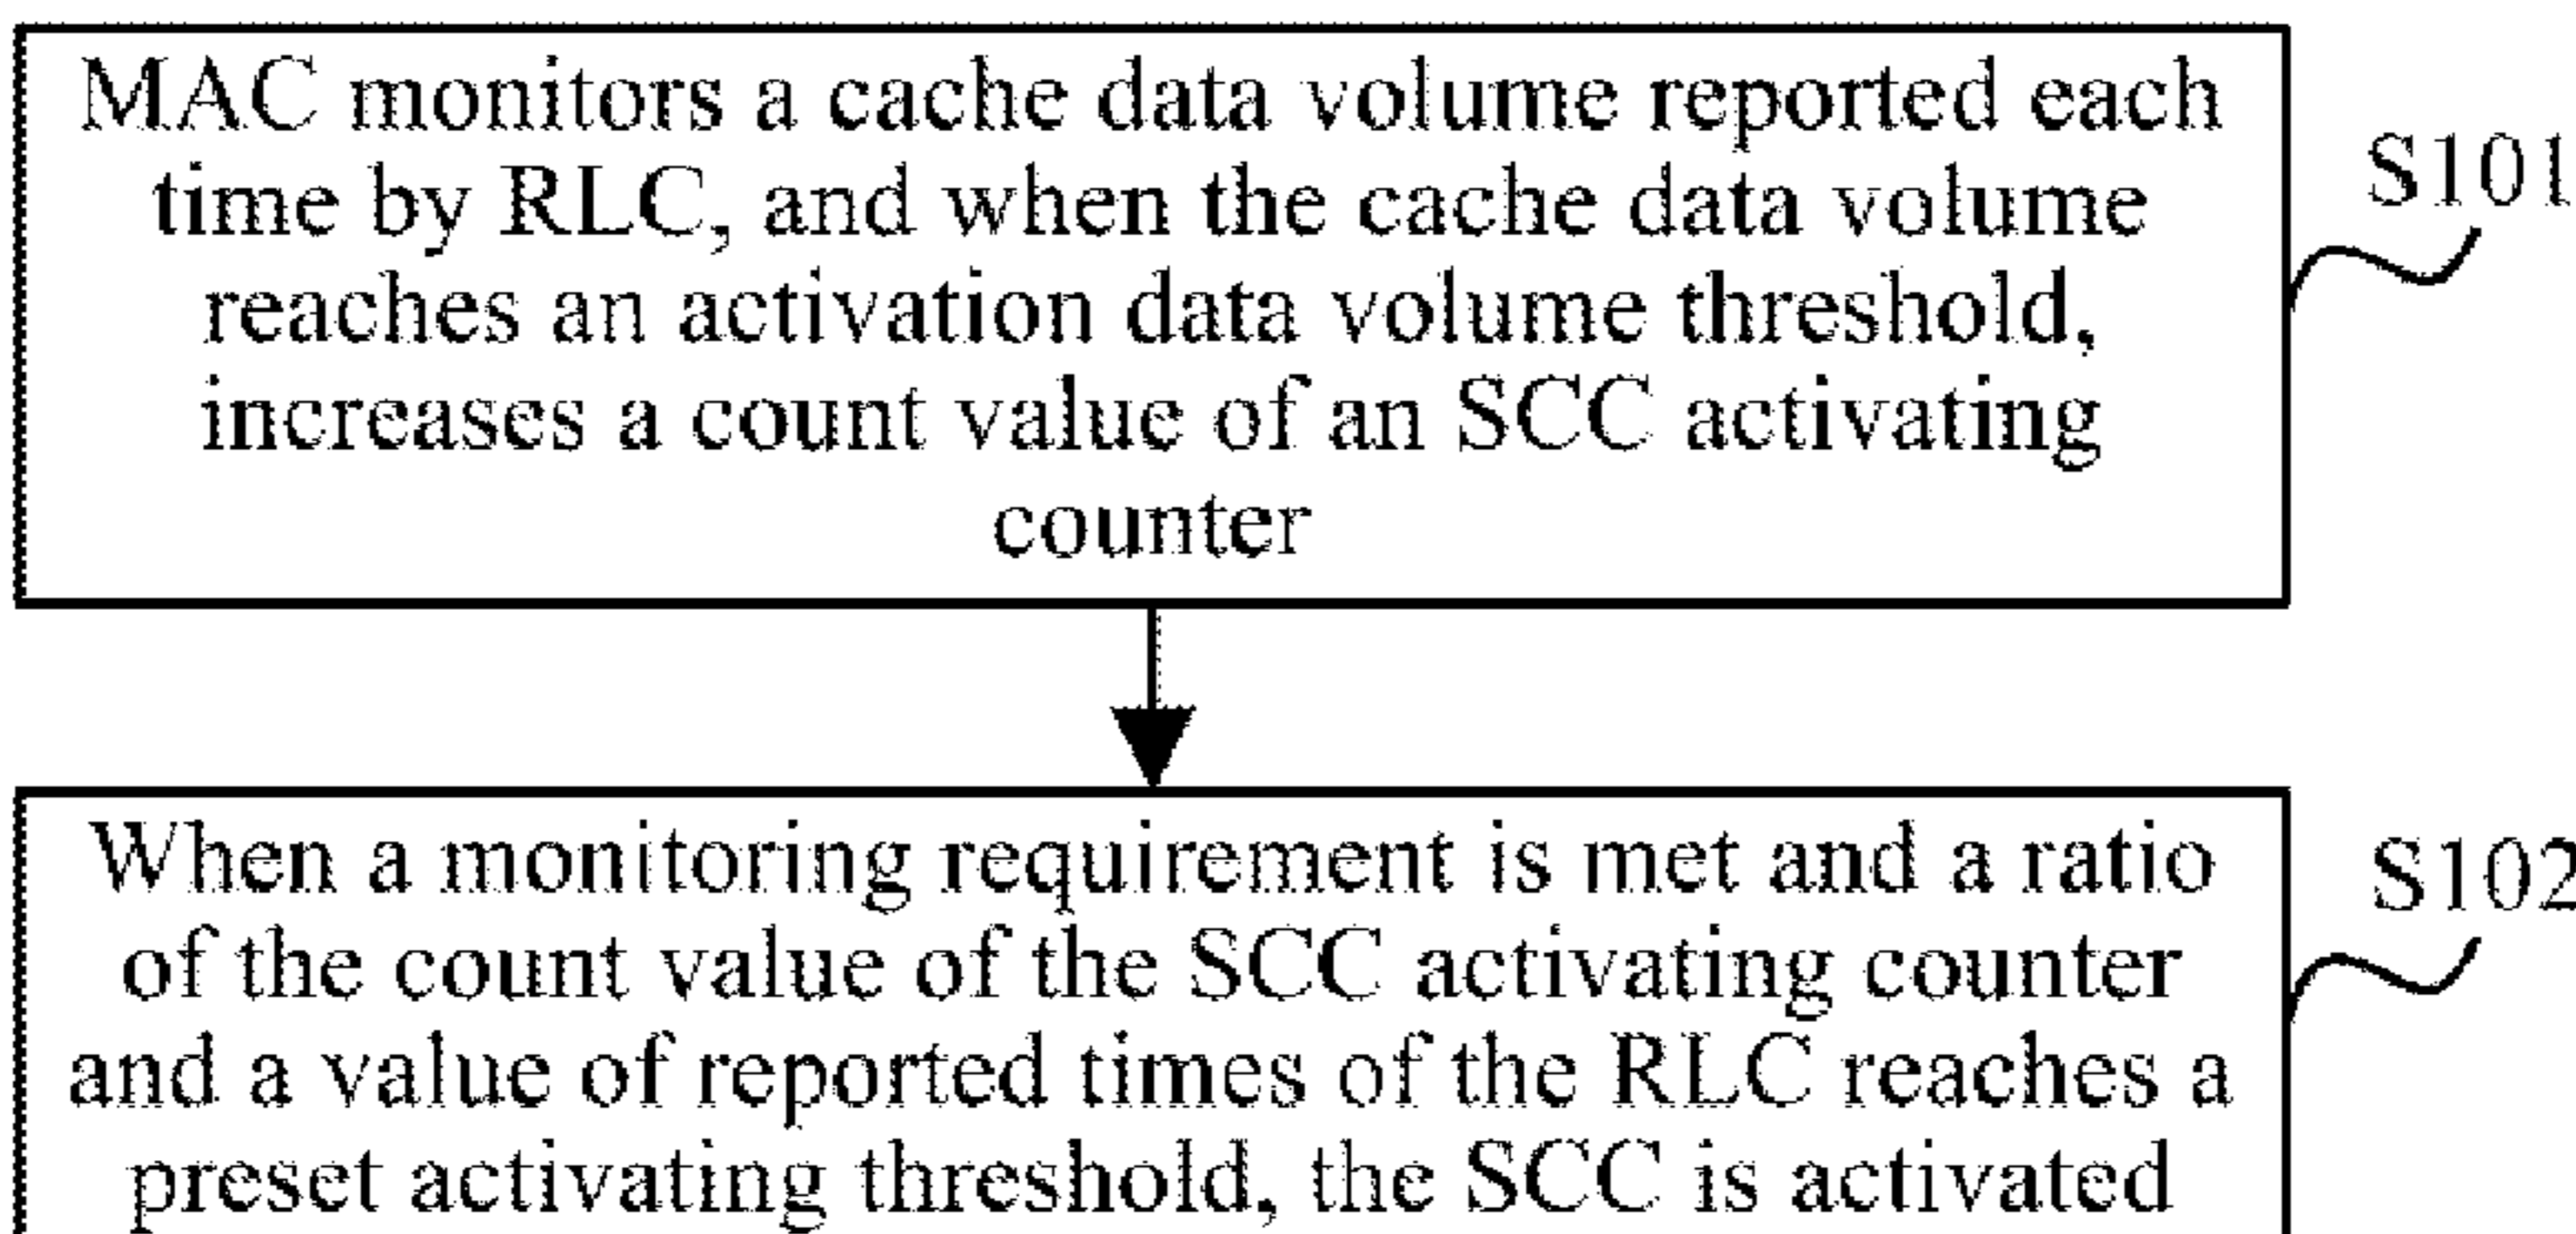 MAC monitors a cache data volume reported each
time by RLC, and when the cache data volume
reaches an activation data volume threshold,
increases a count value of an SCC activating
counter
S101
When a monitoring requirement is met and a ratio
of the count value of the SCC activating counter
and a value of reported times of the RLC reaches a
preset activating threshold, the SCC is activated
S102